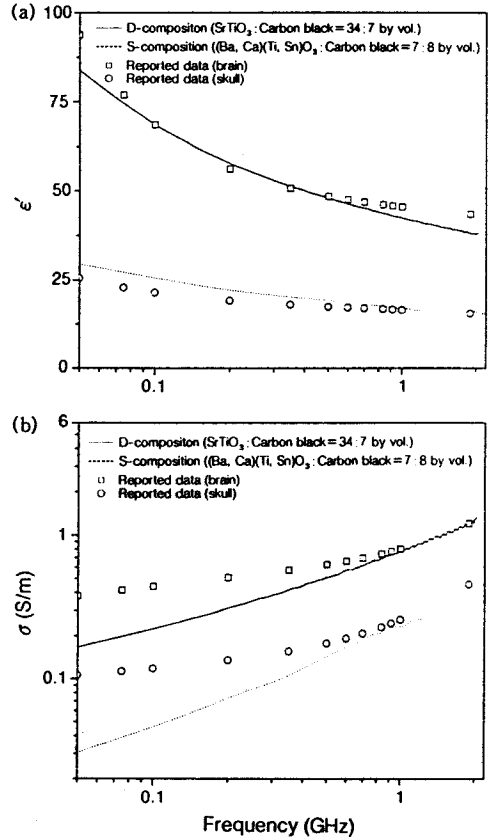 (a)
D-compositon (SrTiO₃ : Carbon black = 34 : 7 by vol.)
S-composition ((Ba, Ca)(Ti, Sn)O₃ : Carbon black = 7 : 8 by vol.)
Reported data (brain)
Reported data (skull)
100
75
50
25
0
ε′
0.1
1
(b)
6
D-compositon (SrTiO₃ : Carbon black = 34 : 7 by vol.)
S-composition ((Ba, Ca)(Ti, Sn)O₃ : Carbon black = 7 : 8 by vol.)
Reported data (brain)
Reported data (skull)
1
0.1
σ (S/m)
0.1
1
Frequency (GHz)